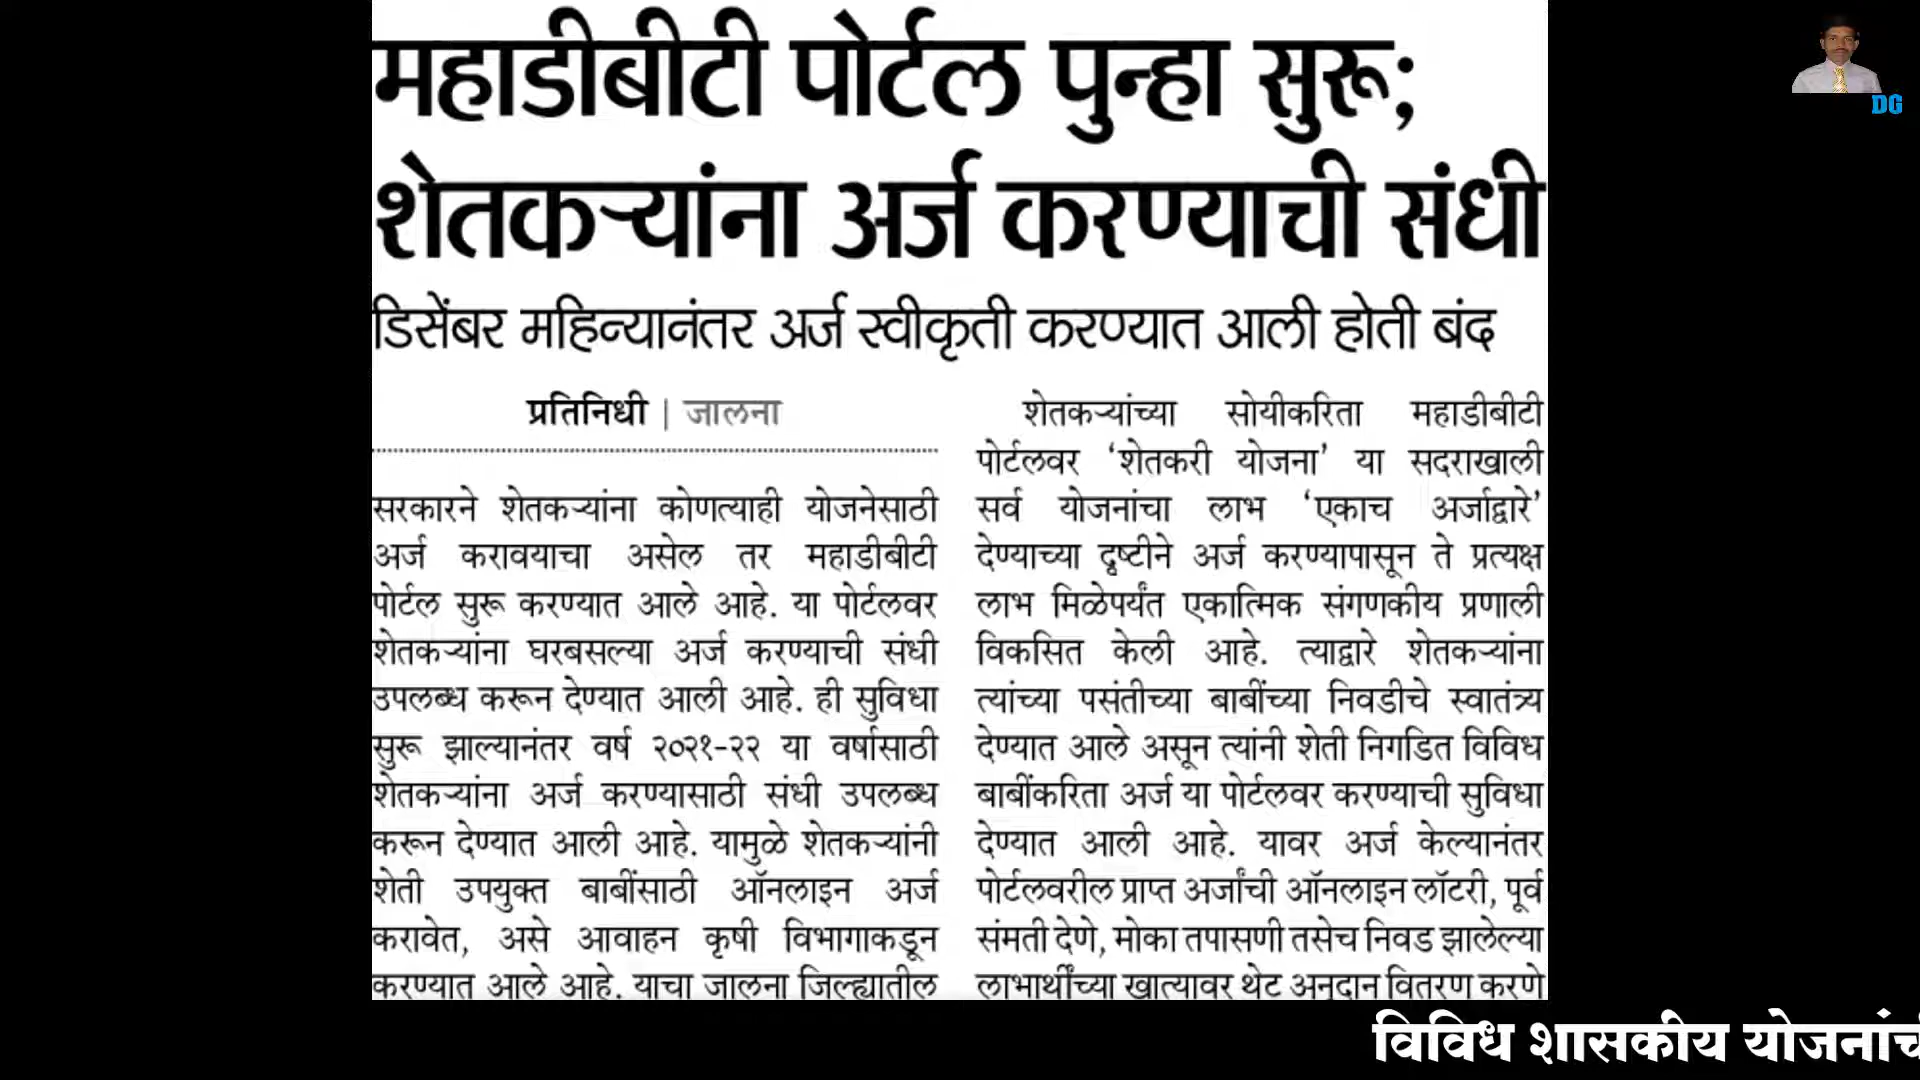 महाडीबीटी पोर्टल पुन्हा सुरू;
शेतकऱ्यांना अर्ज करण्याची संधी
डिसेंबर महिन्यानंतर अर्ज स्वीकृती करण्यात आली होती बंद
प्रतिनिधी | जालना
सरकारने शेतकऱ्यांना कोणत्याही योजनेसाठी
अर्ज करावयाचा असेल तर महाडीबीटी
पोर्टल सुरू करण्यात आले आहे. या पोर्टलवर
शेतकऱ्यांना घरबसल्या अर्ज करण्याची संधी
उपलब्ध करून देण्यात आली आहे. ही सुविधा
सुरू झाल्यानंतर वर्ष २०२१-२२ या वर्षासाठी
शेतकऱ्यांना अर्ज करण्यासाठी संधी उपलब्ध
करून देण्यात आली आहे. यामुळे शेतकऱ्यांनी
शेती उपयुक्त बाबींसाठी ऑनलाइन अर्ज
करावेत, असे आवाहन कृषी विभागाकडून
करण्यात आले आहे. याचा जालना जिल्ह्यातील
शेतकऱ्यांच्या सोयीकरिता महाडीबीटी
पोर्टलवर ‘शेतकरी योजना’ या सदराखाली
सर्व योजनांचा लाभ ‘एकाच अर्जाद्वारे’
देण्याच्या दृष्टीने अर्ज करण्यापासून ते प्रत्यक्ष
लाभ मिळेपर्यंत एकात्मिक संगणकीय प्रणाली
विकसित केली आहे. त्याद्वारे शेतकऱ्यांना
त्यांच्या पसंतीच्या बाबींच्या निवडीचे स्वातंत्र्य
देण्यात आले असून त्यांनी शेती निगडित विविध
बाबींकरिता अर्ज या पोर्टलवर करण्याची सुविधा
देण्यात आली आहे. यावर अर्ज केल्यानंतर
पोर्टलवरील प्राप्त अर्जांची ऑनलाइन लॉटरी, पूर्व
संमती देणे, मोका तपासणी तसेच निवड झालेल्या
लाभार्थींच्या खात्यावर थेट अनुदान वितरण करणे
DG
विविध शासकीय योजनांची